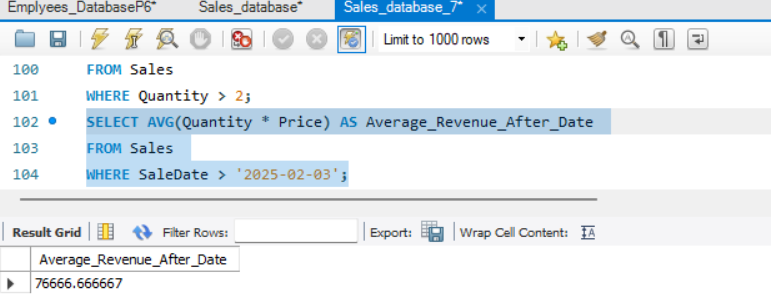 Emplyees_DatabaseP6* Sales_database* Sales_database_7* ×
Limit to 1000 rows
100 FROM Sales
101 WHERE Quantity > 2;
102 SELECT AVG(Quantity * Price) AS Average_Revenue_After_Date
103 FROM Sales
104 WHERE SaleDate > '2025-02-03';
Result Grid Filter Rows: Export: Wrap Cell Content: IA
Average_Revenue_After_Date
76666.666667